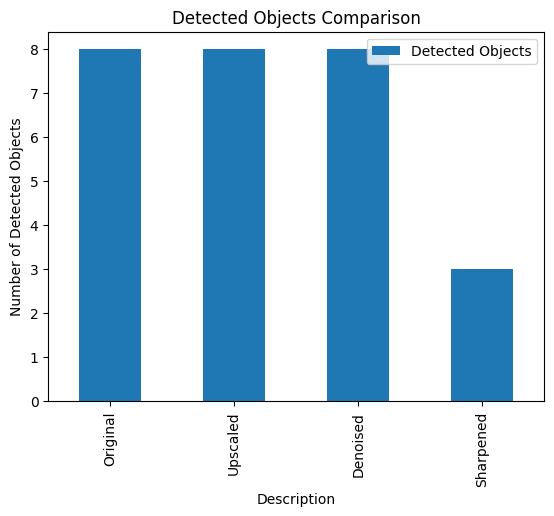 Detected Objects Comparison
Detected Objects
Number of Detected Objects
8
7
6
5
4
3
2
1
0
Original
Upscaled
Denoised
Sharpened
Description